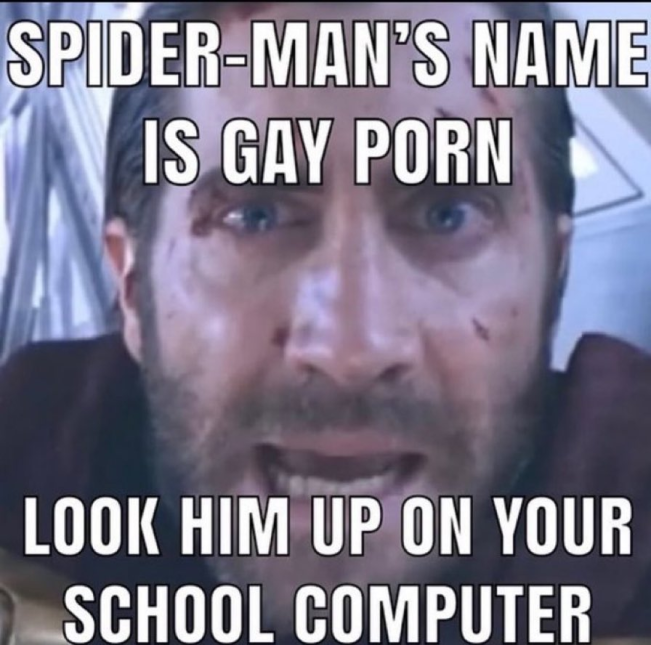 SPIDER-MAN'S NAME
IS GAY PORN
LOOK HIM UP ON YOUR
SCHOOL COMPUTER